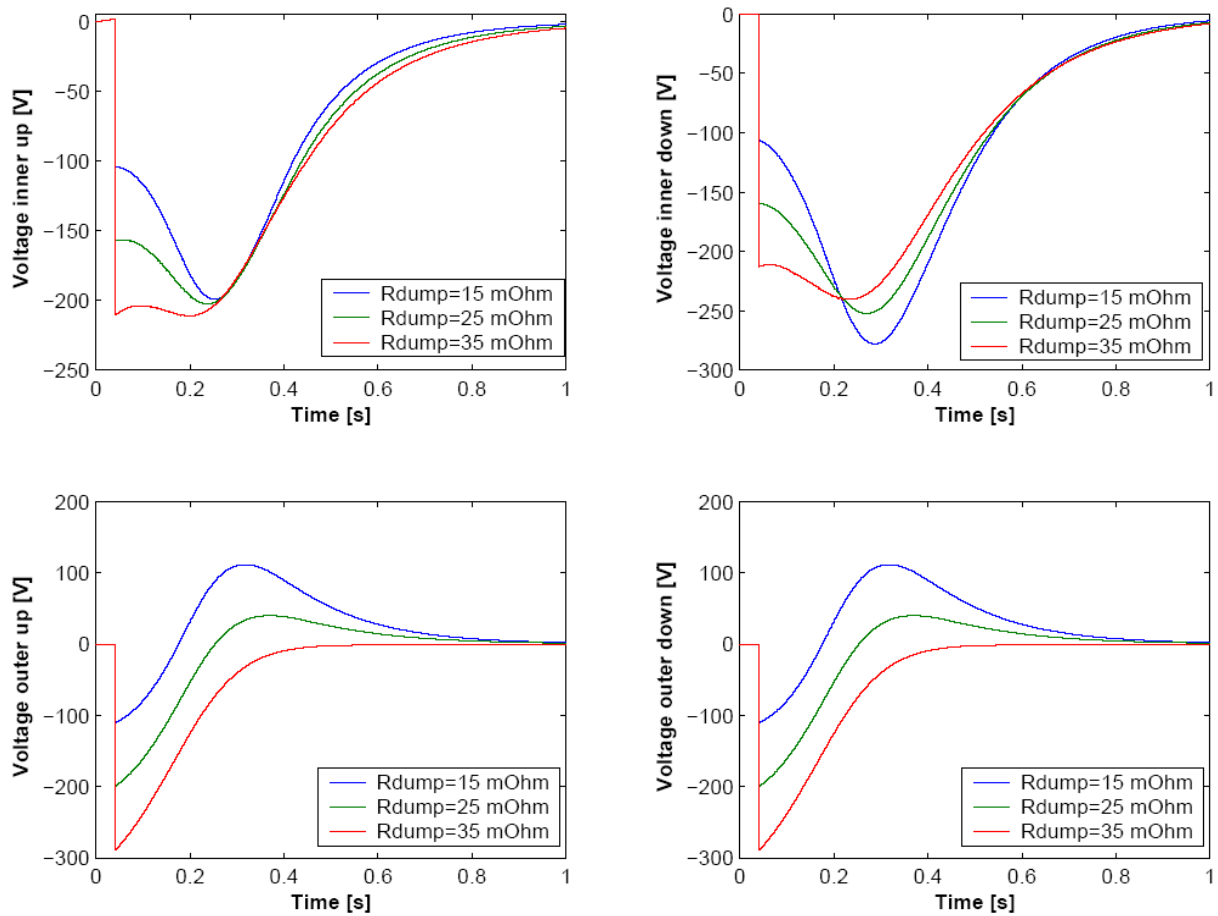 0
−50
−100
−150
−200
−250
Voltage inner up [V]
Rdump=15 mOhm
Rdump=25 mOhm
Rdump=35 mOhm
0 0.2 0.4 0.6 0.8 1
Time [s]
0
−50
−100
−150
−200
−250
−300
Voltage inner down [V]
Rdump=15 mOhm
Rdump=25 mOhm
Rdump=35 mOhm
0 0.2 0.4 0.6 0.8 1
Time [s]
200
100
0
−100
−200
−300
Voltage outer up [V]
Rdump=15 mOhm
Rdump=25 mOhm
Rdump=35 mOhm
0 0.2 0.4 0.6 0.8 1
Time [s]
200
100
0
−100
−200
−300
Voltage outer down [V]
Rdump=15 mOhm
Rdump=25 mOhm
Rdump=35 mOhm
0 0.2 0.4 0.6 0.8 1
Time [s]